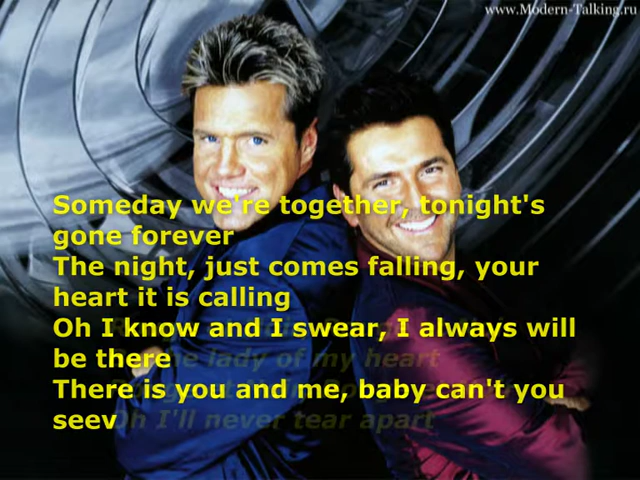 www.Modern-Talking.ru
Someday we're together, tonight's
gone forever
The night, just comes falling, your
heart it is calling
Oh I know and I swear, I always will
be there
lady of my heart
There is you and me, baby can't you
seev
Oh I'll never tear apart